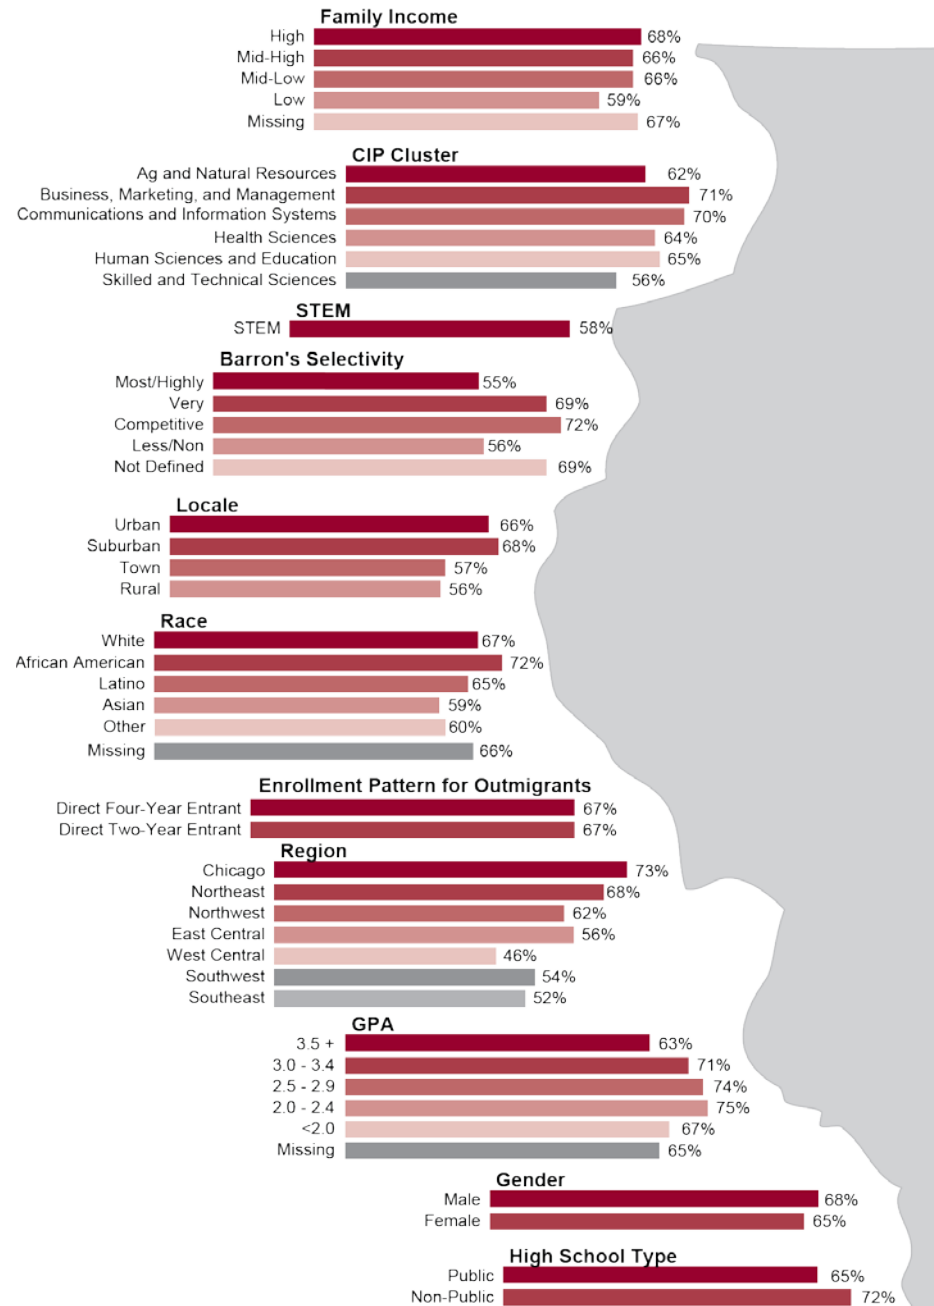 Family Income
High 68%
Mid-High 66%
Mid-Low 66%
Low 59%
Missing 67%
CIP Cluster
Ag and Natural Resources 62%
Business, Marketing, and Management 71%
Communications and Information Systems 70%
Health Sciences 64%
Human Sciences and Education 65%
Skilled and Technical Sciences 56%
STEM
STEM 58%
Barron's Selectivity
Most/Highly 55%
Very 69%
Competitive 72%
Less/Non 56%
Not Defined 69%
Locale
Urban 66%
Suburban 68%
Town 57%
Rural 56%
Race
White 67%
African American 72%
Latino 65%
Asian 59%
Other 60%
Missing 66%
Enrollment Pattern for Outmigrants
Direct Four-Year Entrant 67%
Direct Two-Year Entrant 67%
Region
Chicago 73%
Northeast 68%
Northwest 62%
East Central 56%
West Central 46%
Southwest 54%
Southeast 52%
GPA
3.5 + 63%
3.0 - 3.4 71%
2.5 - 2.9 74%
2.0 - 2.4 75%
<2.0 67%
Missing 65%
Gender
Male 68%
Female 65%
High School Type
Public 65%
Non-Public 72%